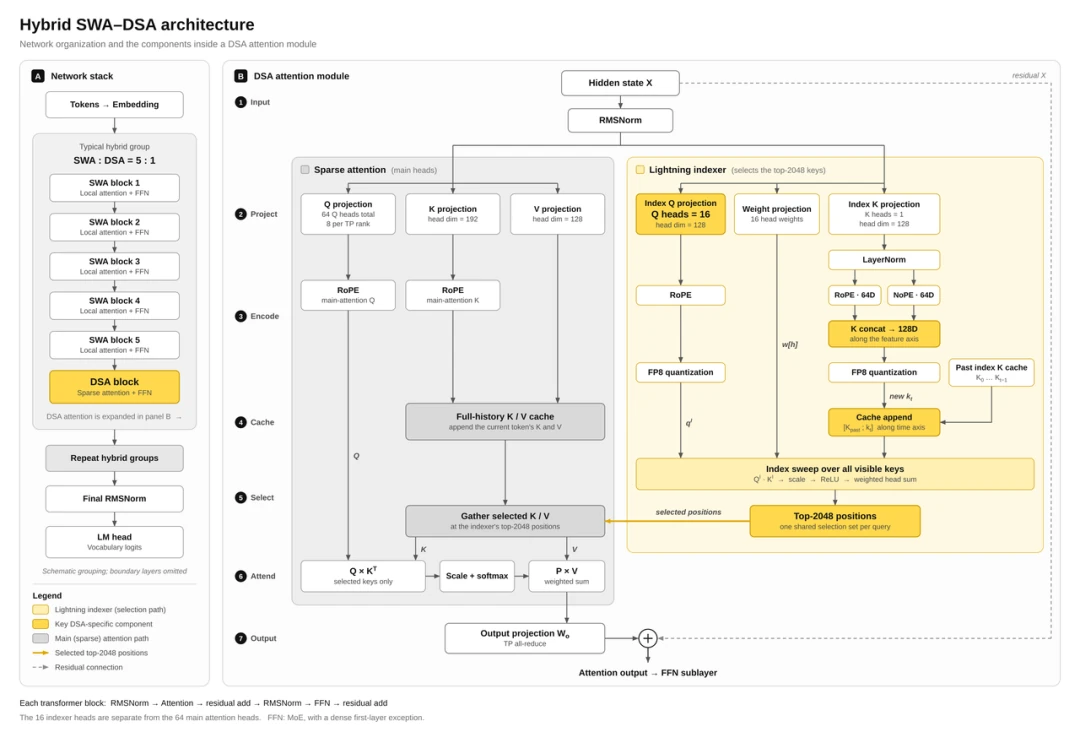 Hybrid SWA–DSA architecture
Network organization and the components inside a DSA attention module
A Network stack
Tokens → Embedding
Typical hybrid group
SWA : DSA = 5 : 1
SWA block 1
Local attention + FFN
SWA block 2
Local attention + FFN
SWA block 3
Local attention + FFN
SWA block 4
Local attention + FFN
SWA block 5
Local attention + FFN
DSA block
Sparse attention + FFN
DSA attention is expanded in panel B →
Repeat hybrid groups
Final RMSNorm
LM head
Vocabulary logits
Schematic grouping; boundary layers omitted
Legend
Lightning indexer (selection path)
Key DSA-specific component
Main (sparse) attention path
Selected top-2048 positions
Residual connection
B DSA attention module
1 Input
Hidden state X
residual X
RMSNorm
Sparse attention (main heads)
Lightning indexer (selects the top-2048 keys)
2 Project
Q projection
64 Q heads total
8 per TP rank
K projection
head dim = 192
V projection
head dim = 128
Index Q projection
Q heads = 16
head dim = 128
Weight projection
16 head weights
Index K projection
K heads = 1
head dim = 128
LayerNorm
3 Encode
RoPE
main-attention Q
RoPE
main-attention K
RoPE
RoPE · 64D
NoPE · 64D
K concat → 128D
along the feature axis
w[h]
FP8 quantization
FP8 quantization
Past index K cache
K₀ … Kₜ₋₁
new kₜ
4 Cache
Full-history K / V cache
append the current token's K and V
Cache append
[Kₚₐₛₜ ; kₜ] along time axis
qᴵ
Q
Index sweep over all visible keys
Qᴵ · Kᴵ → scale → ReLU → weighted head sum
5 Select
Gather selected K / V
at the indexer's top-2048 positions
selected positions
Top-2048 positions
one shared selection set per query
K
V
6 Attend
Q × Kᵀ
selected keys only
Scale + softmax
P × V
weighted sum
7 Output
Output projection Wₒ
TP all-reduce
+
Attention output → FFN sublayer
Each transformer block: RMSNorm → Attention → residual add → RMSNorm → FFN → residual add
The 16 indexer heads are separate from the 64 main attention heads. FFN: MoE, with a dense first-layer exception.